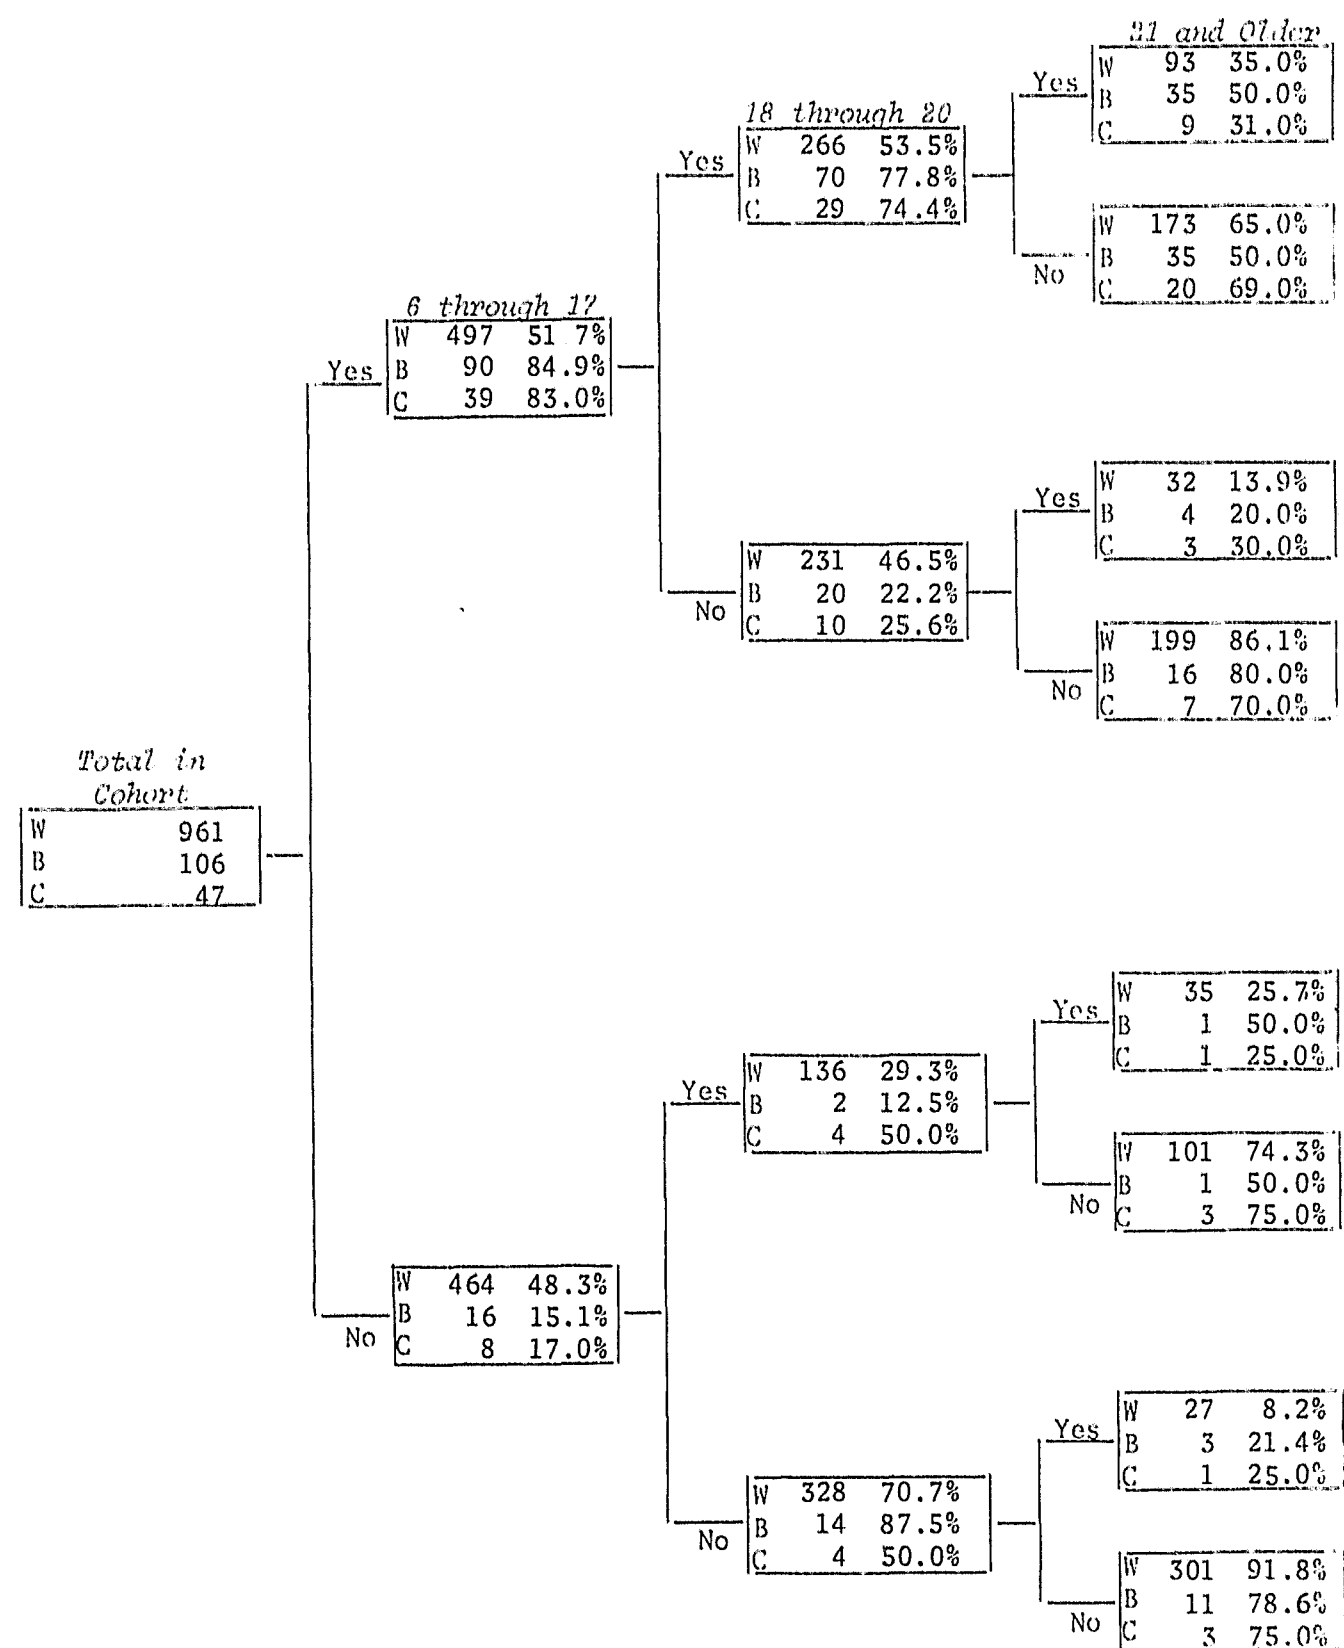 21 and Older
W 93 35.0%
B 35 50.0%
C 9 31.0%
Yes
18 through 20
W 266 53.5%
B 70 77.8%
C 29 74.4%
Yes
W 173 65.0%
B 35 50.0%
C 20 69.0%
No
6 through 17
W 497 51 7%
B 90 84.9%
C 39 83.0%
Yes
W 32 13.9%
B 4 20.0%
C 3 30.0%
Yes
W 231 46.5%
B 20 22.2%
C 10 25.6%
No
W 199 86.1%
B 16 80.0%
C 7 70.0%
No
Total in
Cohort
W 961
B 106
C 47
W 35 25.7%
B 1 50.0%
C 1 25.0%
Yes
W 136 29.3%
B 2 12.5%
C 4 50.0%
Yes
W 101 74.3%
B 1 50.0%
C 3 75.0%
No
W 464 48.3%
B 16 15.1%
C 8 17.0%
No
W 27 8.2%
B 3 21.4%
C 1 25.0%
Yes
W 328 70.7%
B 14 87.5%
C 4 50.0%
No
W 301 91.8%
B 11 78.6%
C 3 75.0%
No